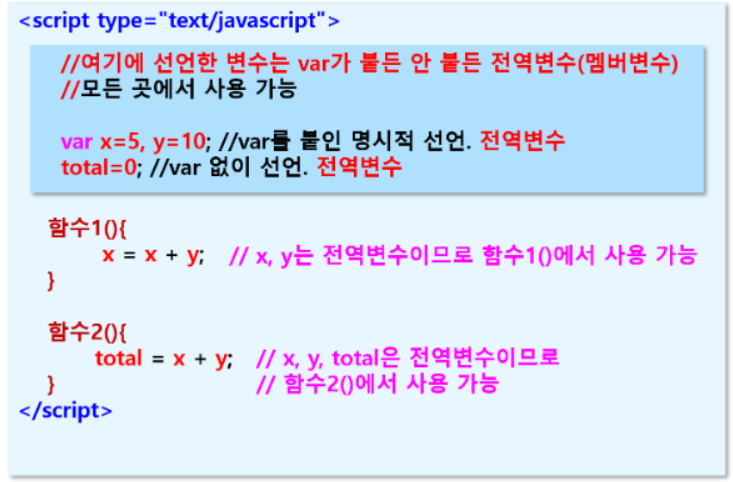 <script type="text/javascript">
//여기에 선언한 변수는 var가 붙든 안 붙든 전역변수(멤버변수)
//모든 곳에서 사용 가능
var x=5, y=10; //var를 붙인 명시적 선언. 전역변수
total=0; //var 없이 선언. 전역변수
함수1(){
x = x + y; // x, y는 전역변수이므로 함수1()에서 사용 가능
}
함수2(){
total = x + y; // x, y, total은 전역변수이므로
} // 함수2()에서 사용 가능
</script>